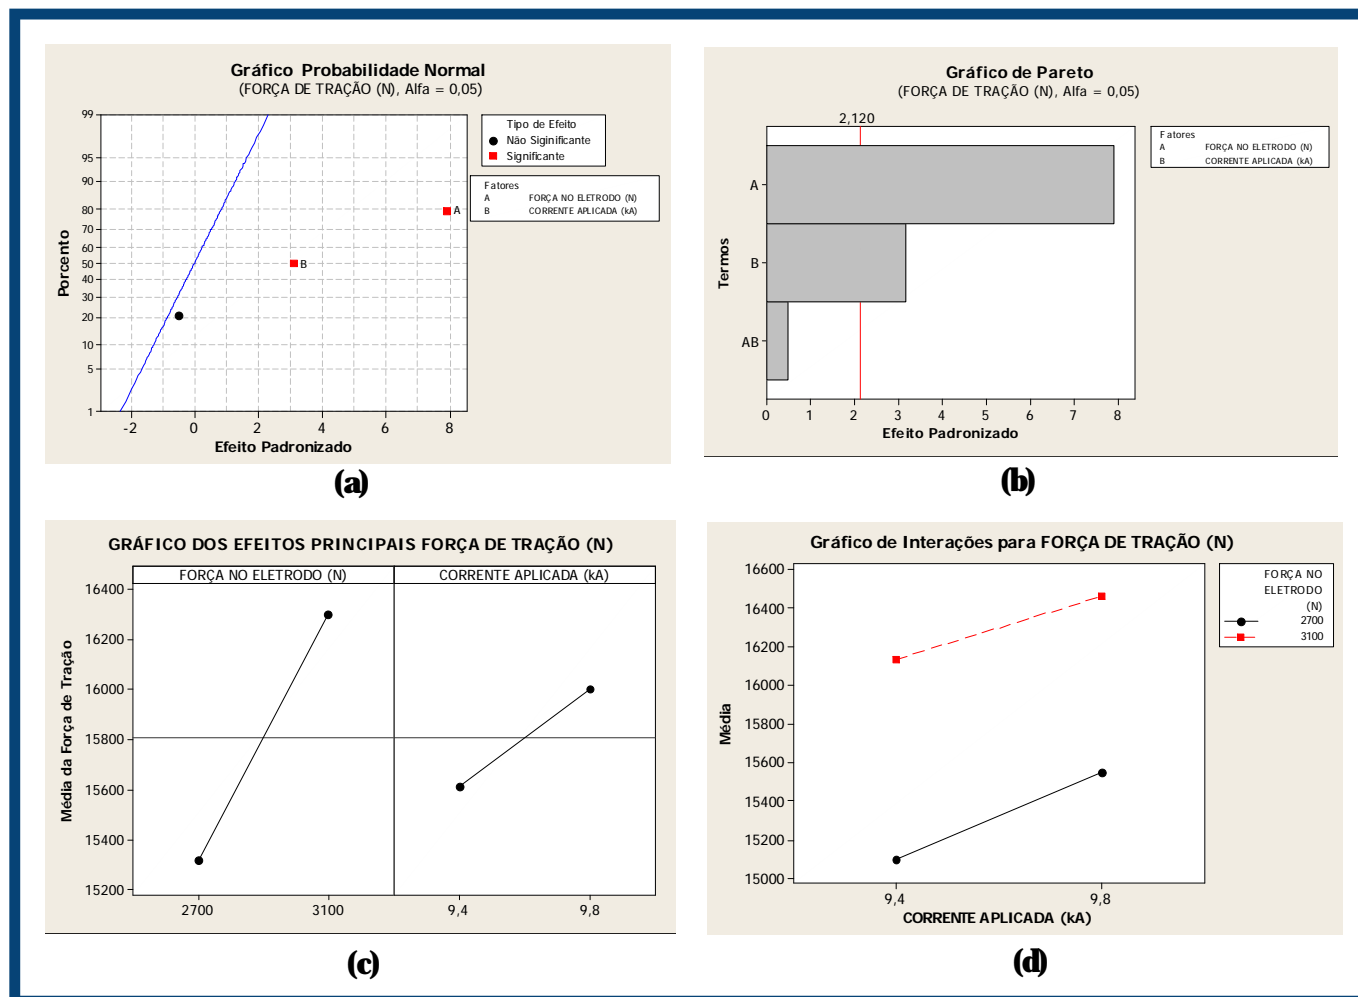 Gráfico Probabilidade Normal
(FORÇA DE TRAÇÃO (N), Alfa = 0,05)
99
95
90
80
70
60
50
40
30
20
10
5
1
Porcento
A
B
-2
0
2
4
6
8
Efeito Padronizado
Tipo de Efeito
Não Siginificante
Significante
Fatores
A FORÇA NO ELETRODO (N)
B CORRENTE APLICADA (kA)
(a)
Gráfico de Pareto
(FORÇA DE TRAÇÃO (N), Alfa = 0,05)
2,120
Termos
A
B
AB
0
1
2
3
4
5
6
7
8
Efeito Padronizado
Fatores
A FORÇA NO ELETRODO (N)
B CORRENTE APLICADA (kA)
(b)
GRÁFICO DOS EFEITOS PRINCIPAIS FORÇA DE TRAÇÃO (N)
FORÇA NO ELETRODO (N)
CORRENTE APLICADA (kA)
Média da Força de Tração
16400
16200
16000
15800
15600
15400
15200
2700
3100
9,4
9,8
(c)
Gráfico de Interações para FORÇA DE TRAÇÃO (N)
Média
16600
16400
16200
16000
15800
15600
15400
15200
15000
9,4
9,8
CORRENTE APLICADA (kA)
FORÇA NO
ELETRODO
(N)
2700
3100
(d)